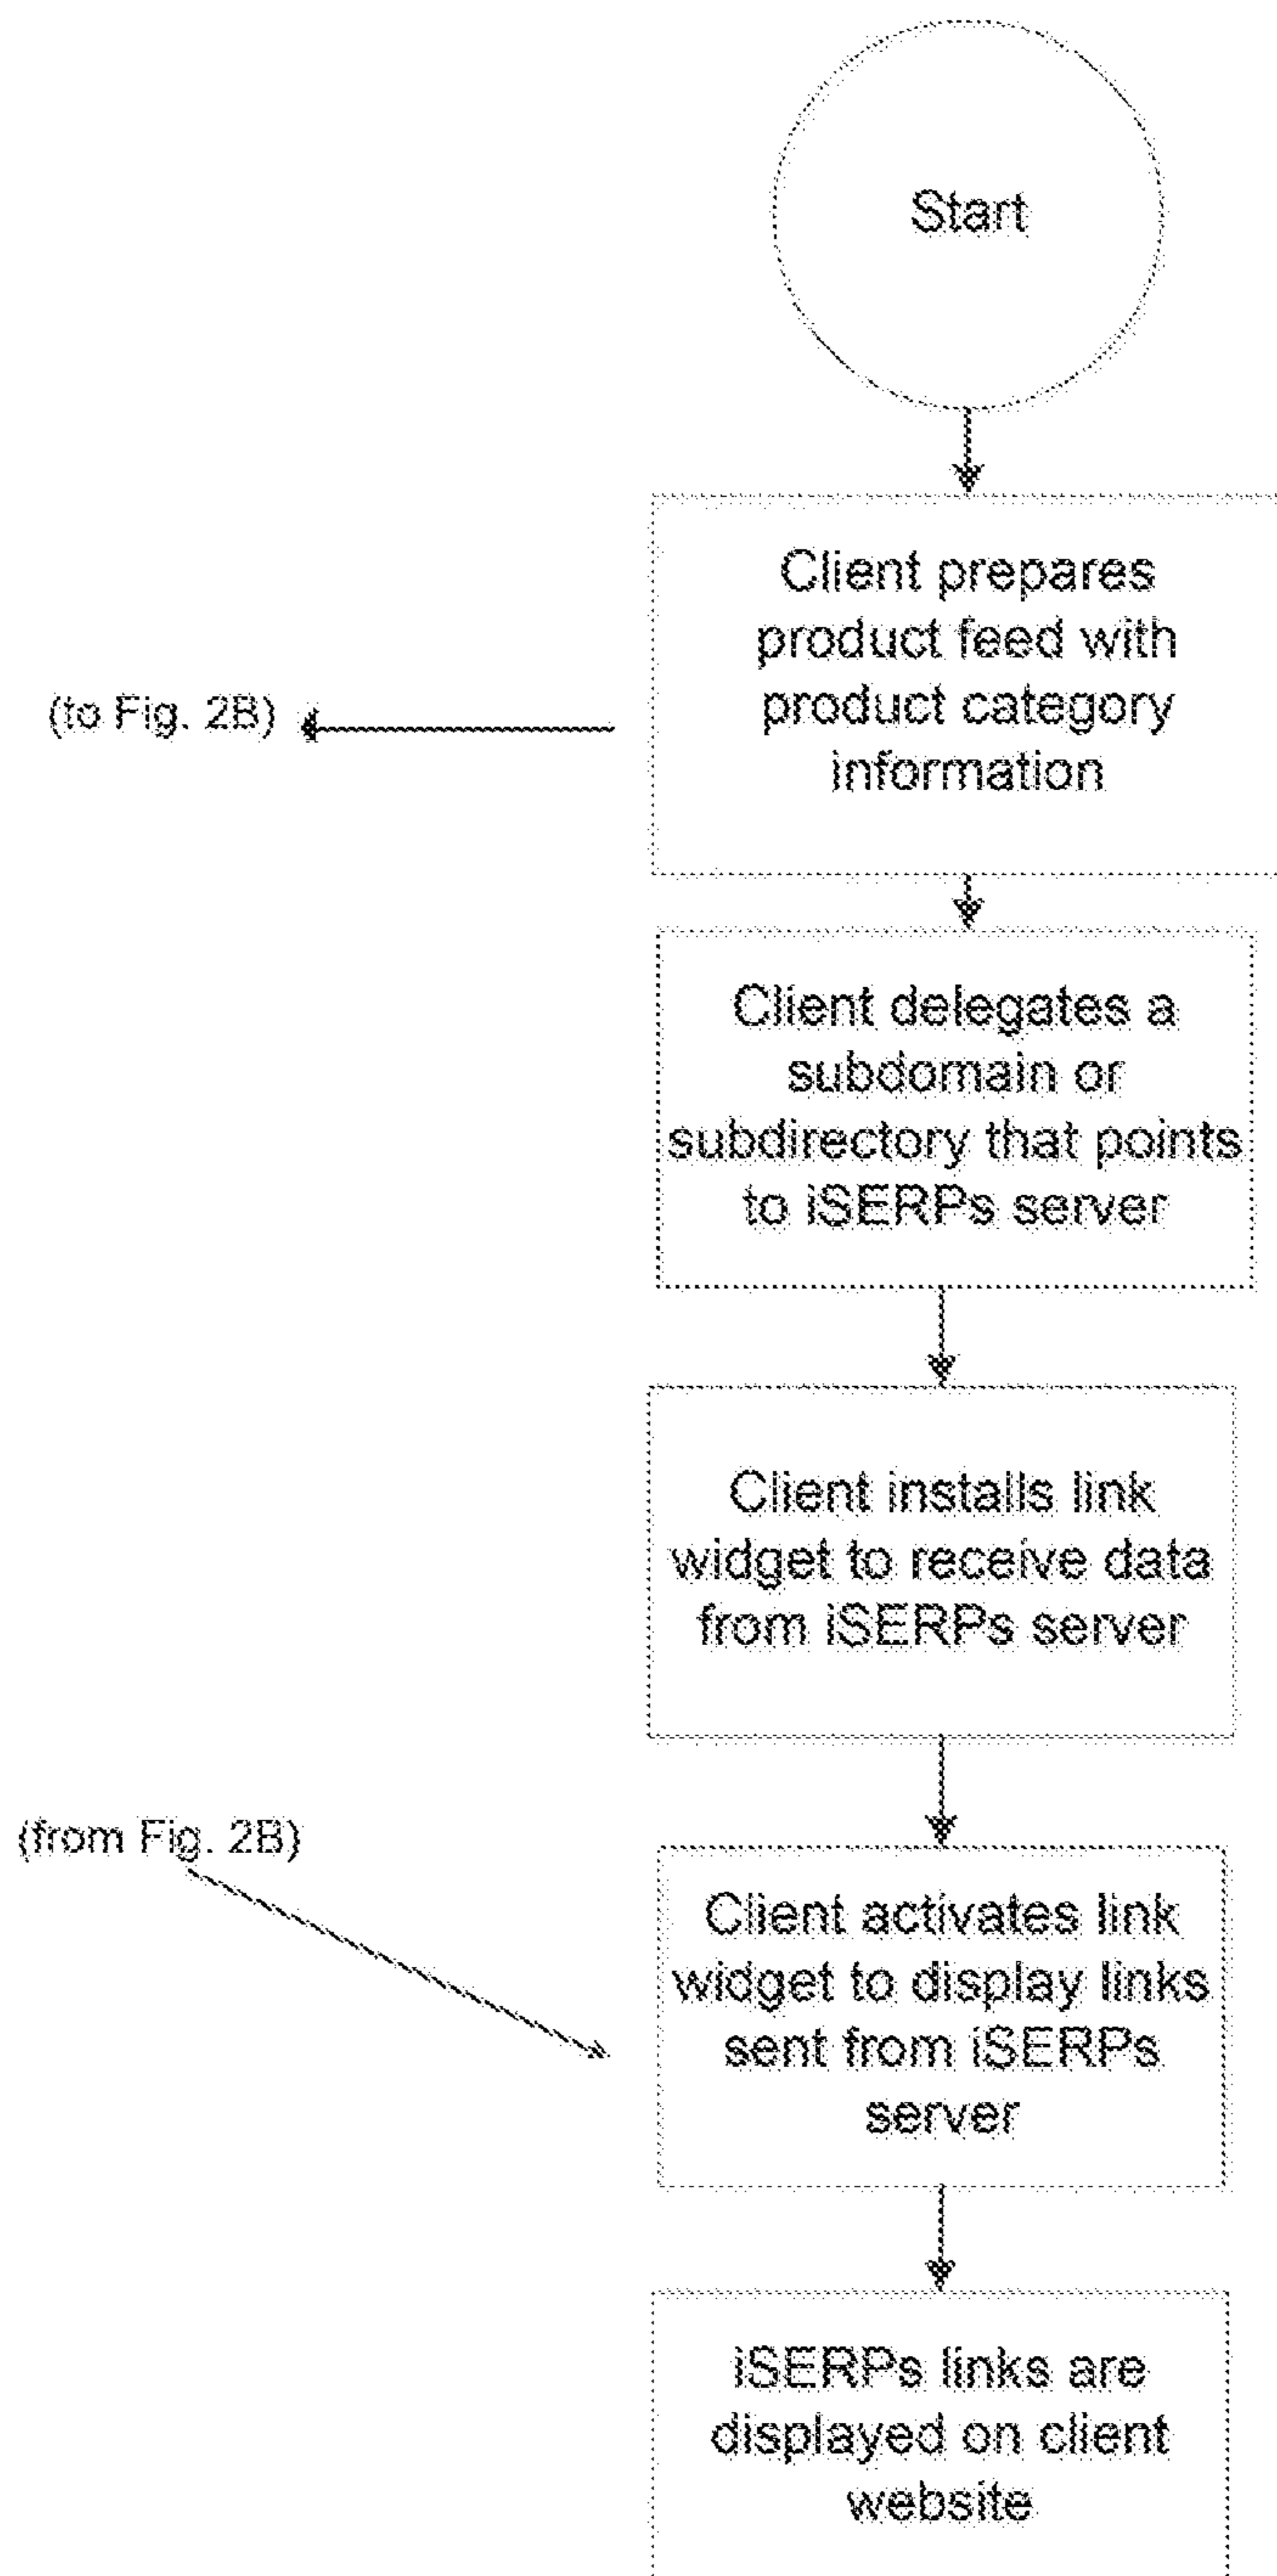 Start
Client prepares
product feed with
product category
information
(to Fig. 2B)
Client delegates a
subdomain or
subdirectory that points
to iSERPs server
Client installs link
widget to receive data
from iSERPs server
(from Fig. 2B)
Client activates link
widget to display links
sent from iSERPs
server
iSERPs links are
displayed on client
website